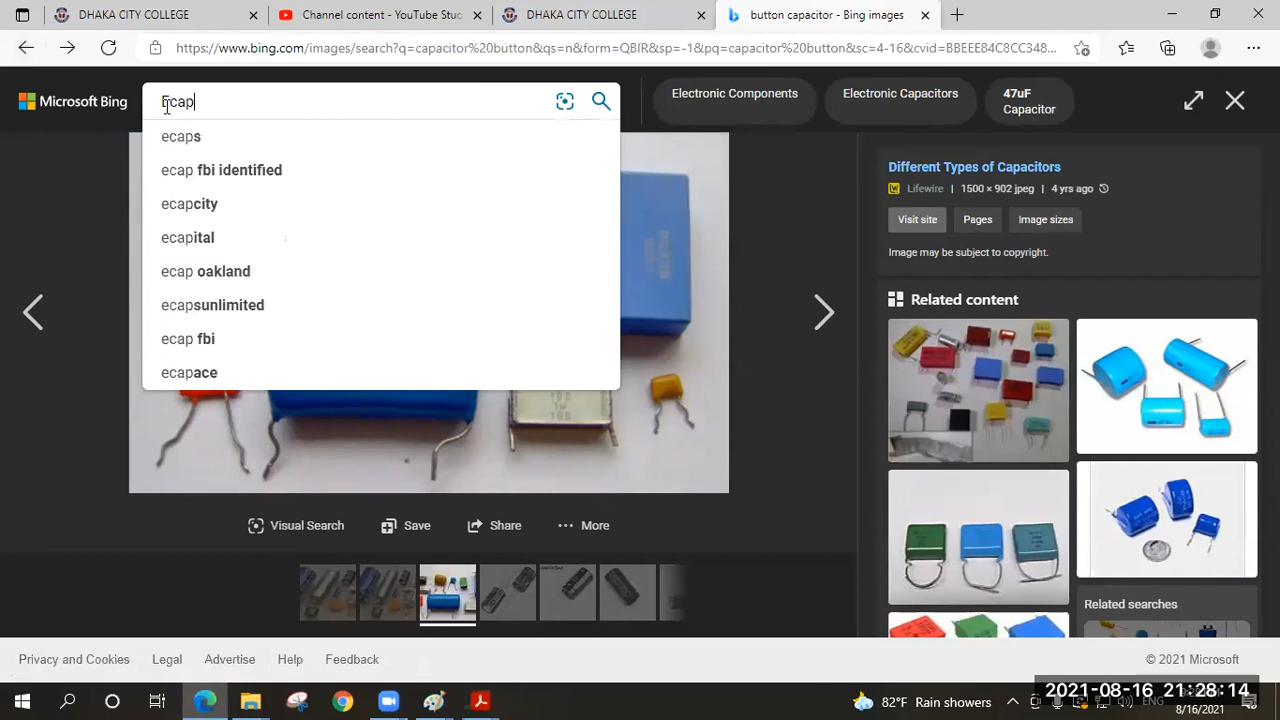 DHAKA CITY COLLEGE
Channel content - YouTube Stud
DHAKA CITY COLLEGE
button capacitor - Bing images
https://www.bing.com/images/search?q=capacitor%20button&qs=n&form=QBIR&sp=-1&pq=capacitor%20button&sc=4-16&cvid=BBEEE84C8CC348...
Microsoft Bing
Ecap
Electronic Components
Electronic Capacitors
47uF
Capacitor
ecaps
ecap fbi identified
ecapcity
ecapital
ecap oakland
ecapsunlimited
ecap fbi
ecapace
Different Types of Capacitors
Lifewire | 1500 × 902 jpeg | 4 yrs ago
Visit site
Pages
Image sizes
Image may be subject to copyright.
Related content
Visual Search
Save
Share
More
Related searches
Privacy and Cookies
Legal
Advertise
Help
Feedback
© 2021 Microsoft
82°F Rain showers
ENG
2021-08-16 21:28:14
8/16/2021